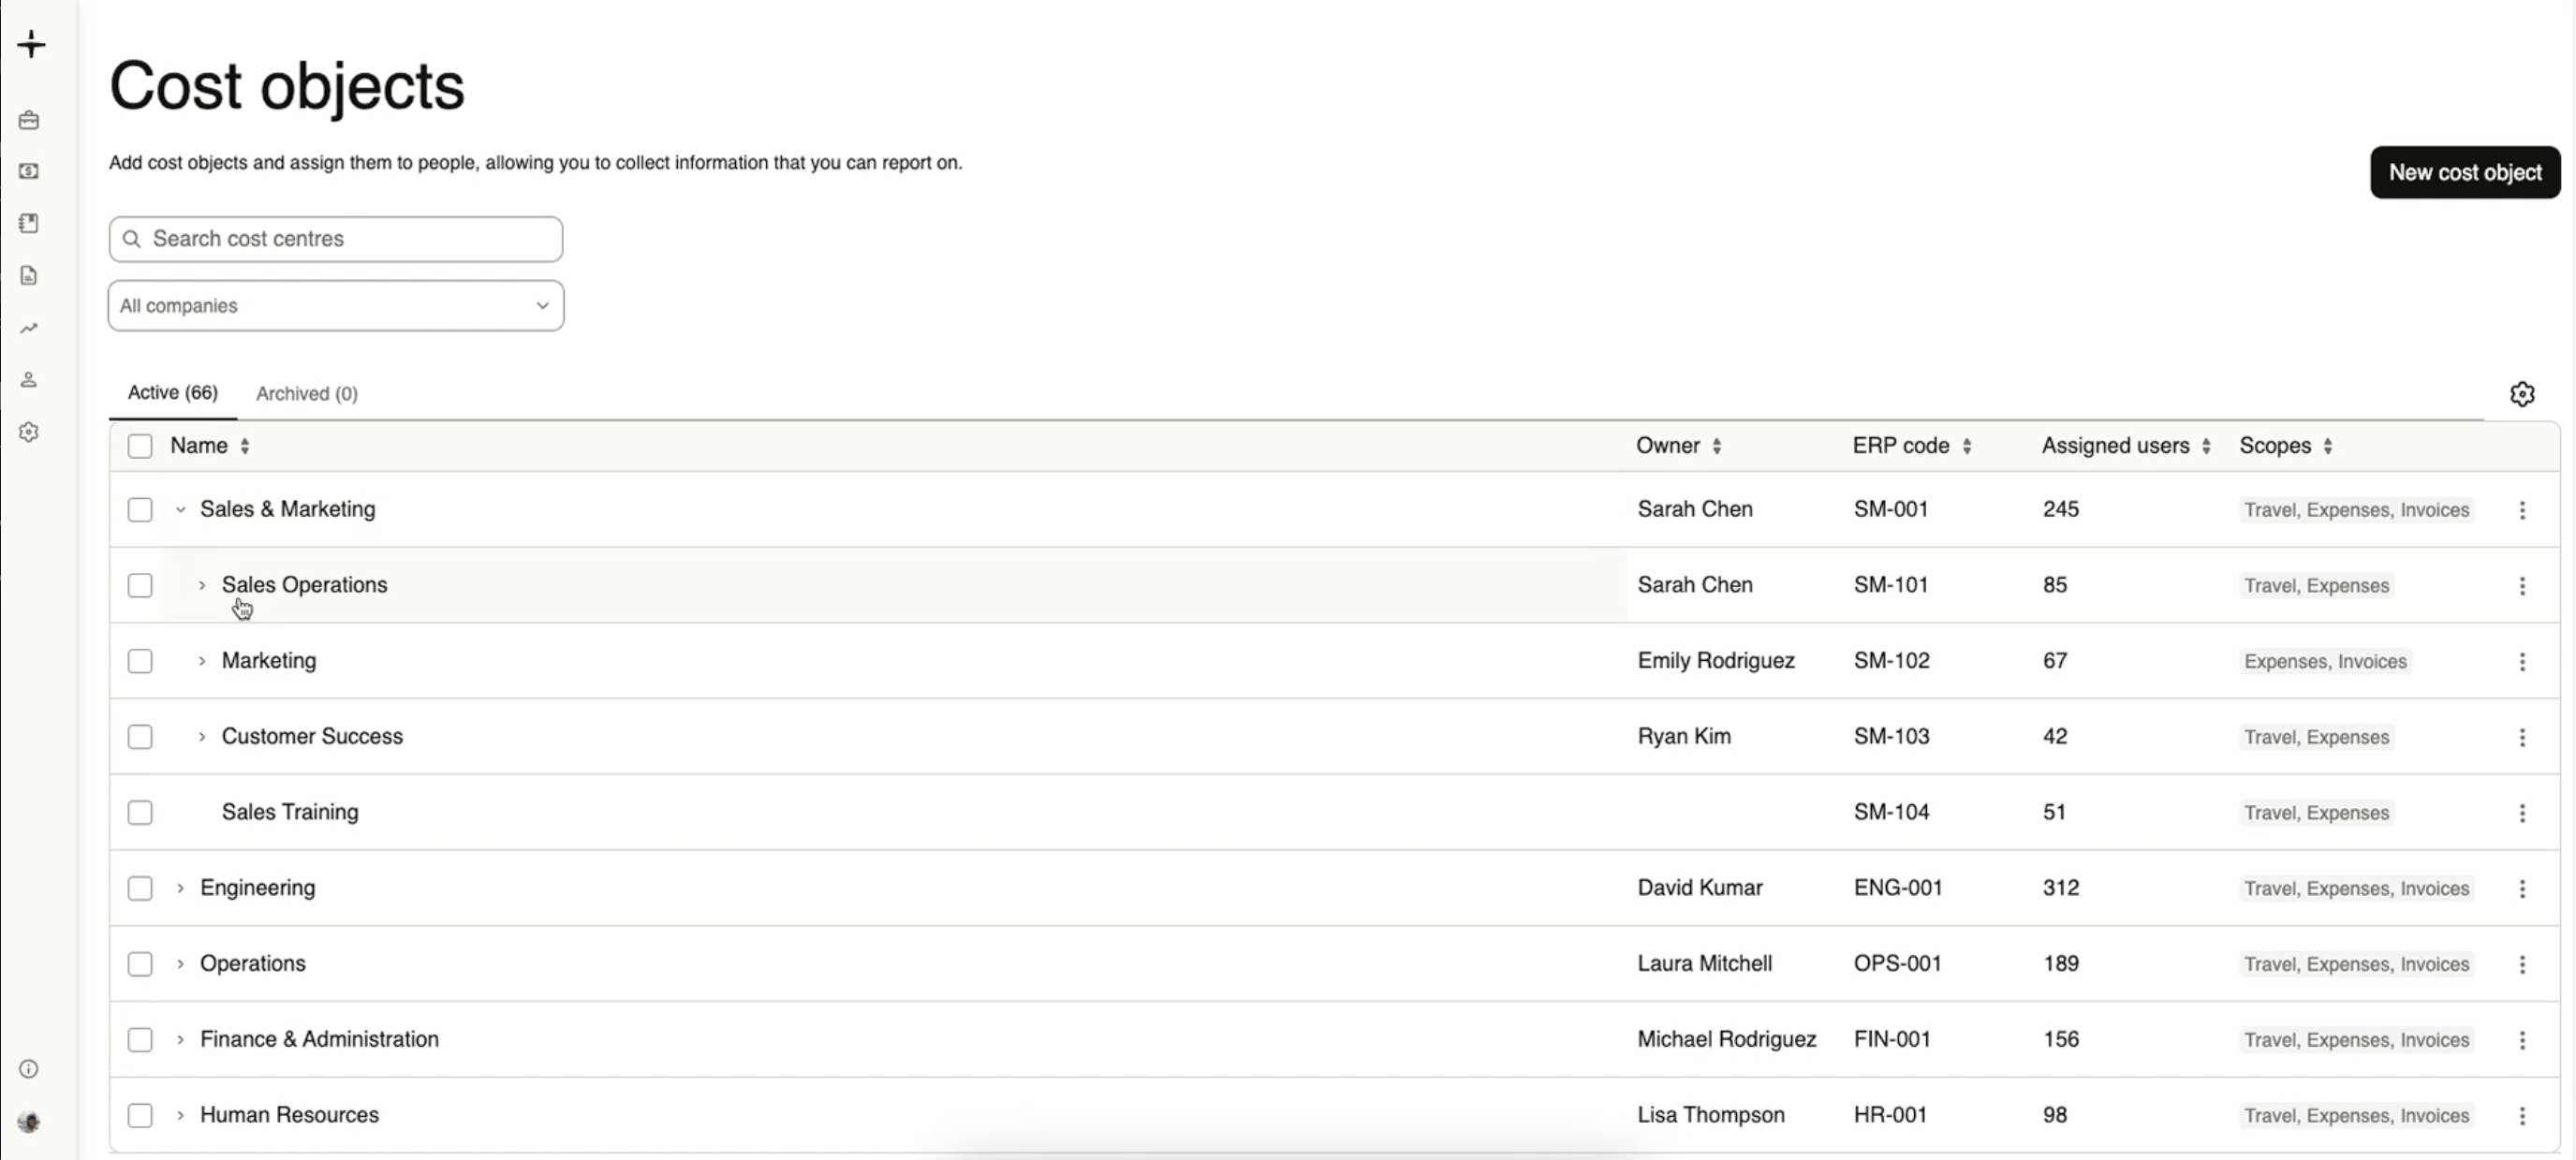 Cost objects
Add cost objects and assign them to people, allowing you to collect information that you can report on.
New cost object
Search cost centres
All companies
Active (66) Archived (0)
Name Owner ERP code Assigned users Scopes
Sales & Marketing Sarah Chen SM-001 245 Travel, Expenses, Invoices
Sales Operations Sarah Chen SM-101 85 Travel, Expenses
Marketing Emily Rodriguez SM-102 67 Expenses, Invoices
Customer Success Ryan Kim SM-103 42 Travel, Expenses
Sales Training SM-104 51 Travel, Expenses
Engineering David Kumar ENG-001 312 Travel, Expenses, Invoices
Operations Laura Mitchell OPS-001 189 Travel, Expenses, Invoices
Finance & Administration Michael Rodriguez FIN-001 156 Travel, Expenses, Invoices
Human Resources Lisa Thompson HR-001 98 Travel, Expenses, Invoices